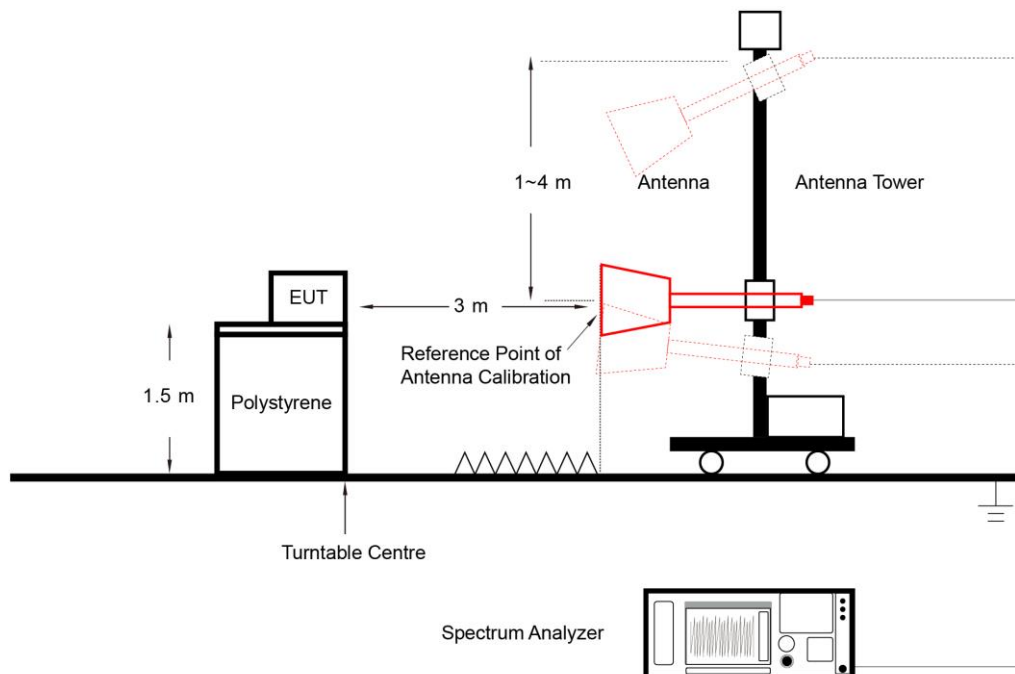 1~4 m
Antenna
Antenna Tower
EUT
3 m
Reference Point of
Antenna Calibration
1.5 m
Polystyrene
Turntable Centre
Spectrum Analyzer